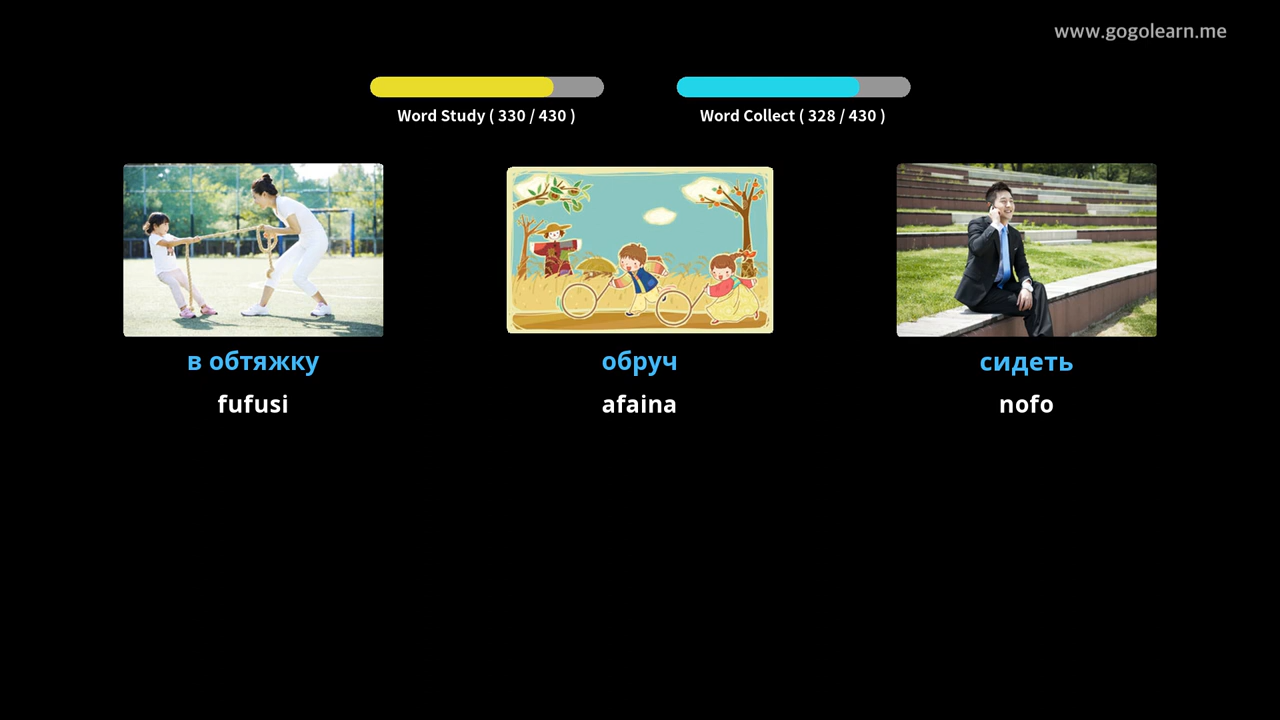 www.gogolearn.me
Word Study ( 330 / 430 )
Word Collect ( 328 / 430 )
в обтяжку
обруч
сидеть
fufusi
afaina
nofo